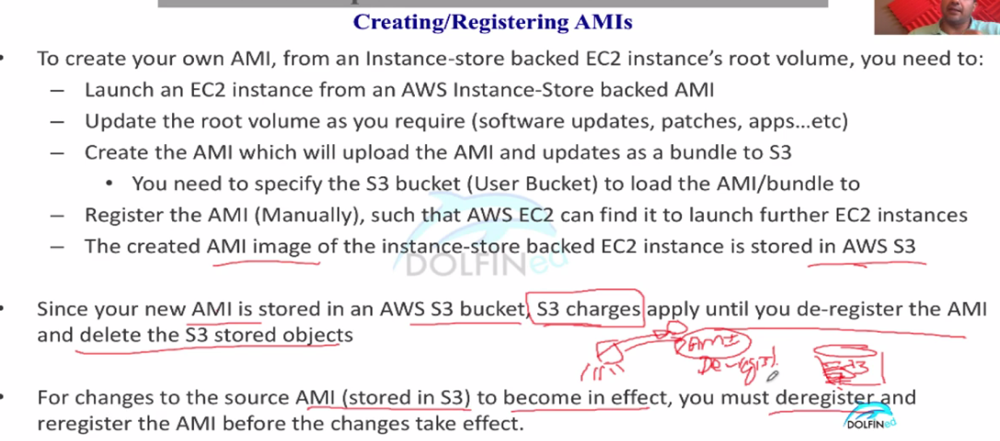 Creating/Registering AMIs
• To create your own AMI, from an Instance-store backed EC2 instance's root volume, you need to:
– Launch an EC2 instance from an AWS Instance-Store backed AMI
– Update the root volume as you require (software updates, patches, apps...etc)
– Create the AMI which will upload the AMI and updates as a bundle to S3
• You need to specify the S3 bucket (User Bucket) to load the AMI/bundle to
– Register the AMI (Manually), such that AWS EC2 can find it to launch further EC2 instances
– The created AMI image of the instance-store backed EC2 instance is stored in AWS S3
DOLFINed
• Since your new AMI is stored in an AWS S3 bucket, S3 charges apply until you de-register the AMI
and delete the S3 stored objects
AMI
De-regist.
S3
• For changes to the source AMI (stored in S3) to become in effect, you must deregister and
reregister the AMI before the changes take effect.
DOLFINed